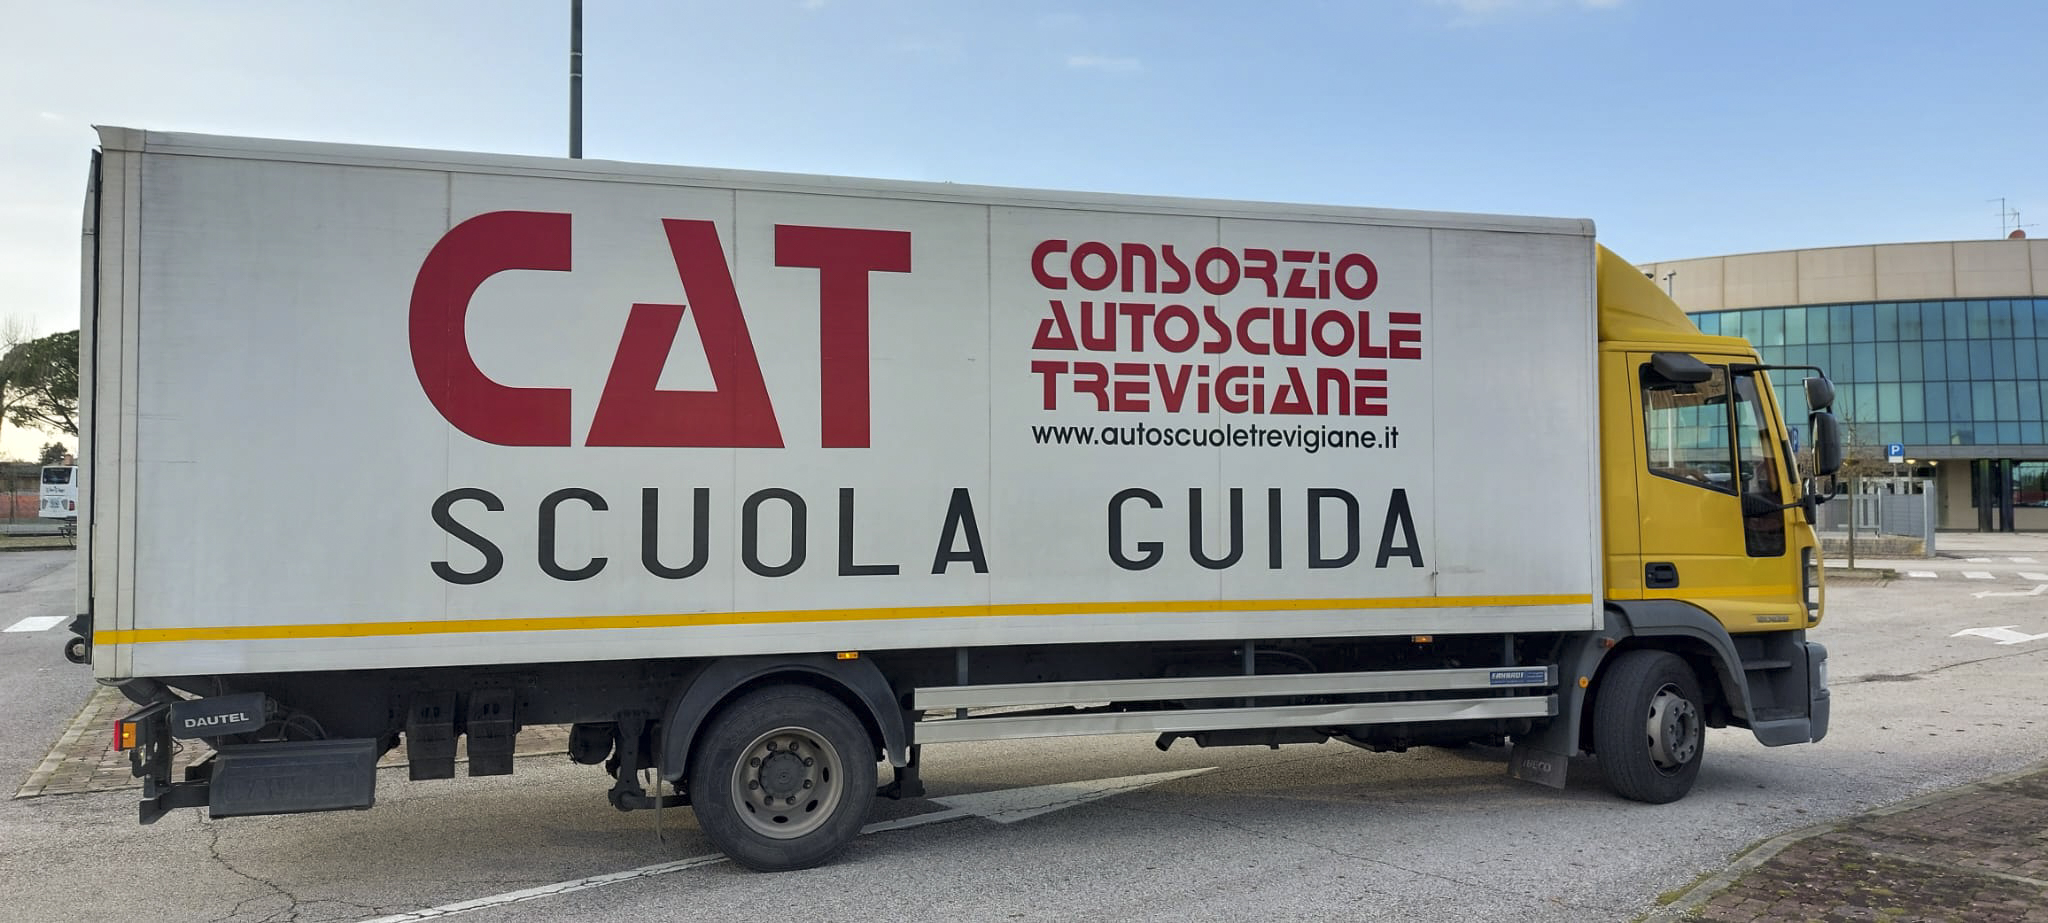 CAT
CONSORZIO
AUTOSCUOLE
TREVIGIANE
www.autoscuoletrevigiane.it
SCUOLA GUIDA
DAUTEL
IVECO
P